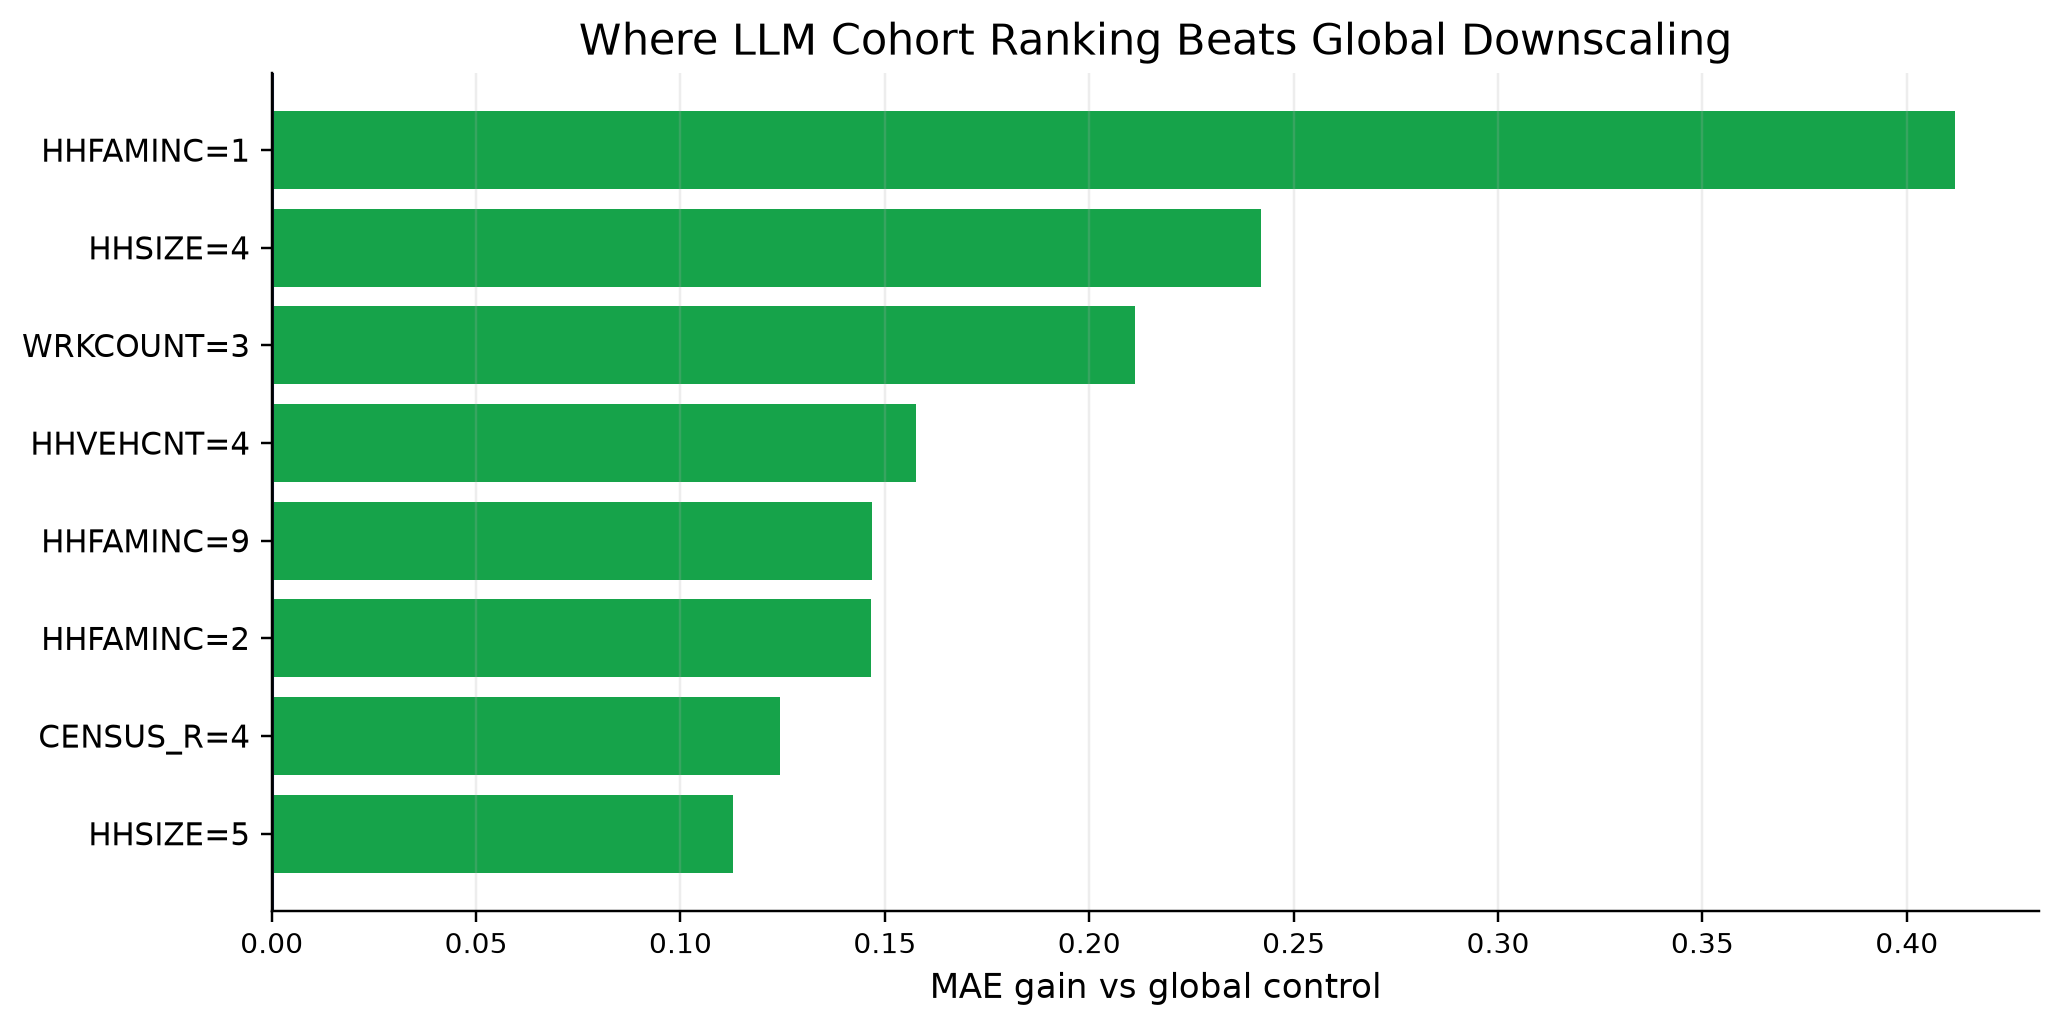 Where LLM Cohort Ranking Beats Global Downscaling
HHFAMINC=1
HHSIZE=4
WRKCOUNT=3
HHVEHCNT=4
HHFAMINC=9
HHFAMINC=2
CENSUS_R=4
HHSIZE=5
0.00 0.05 0.10 0.15 0.20 0.25 0.30 0.35 0.40
MAE gain vs global control